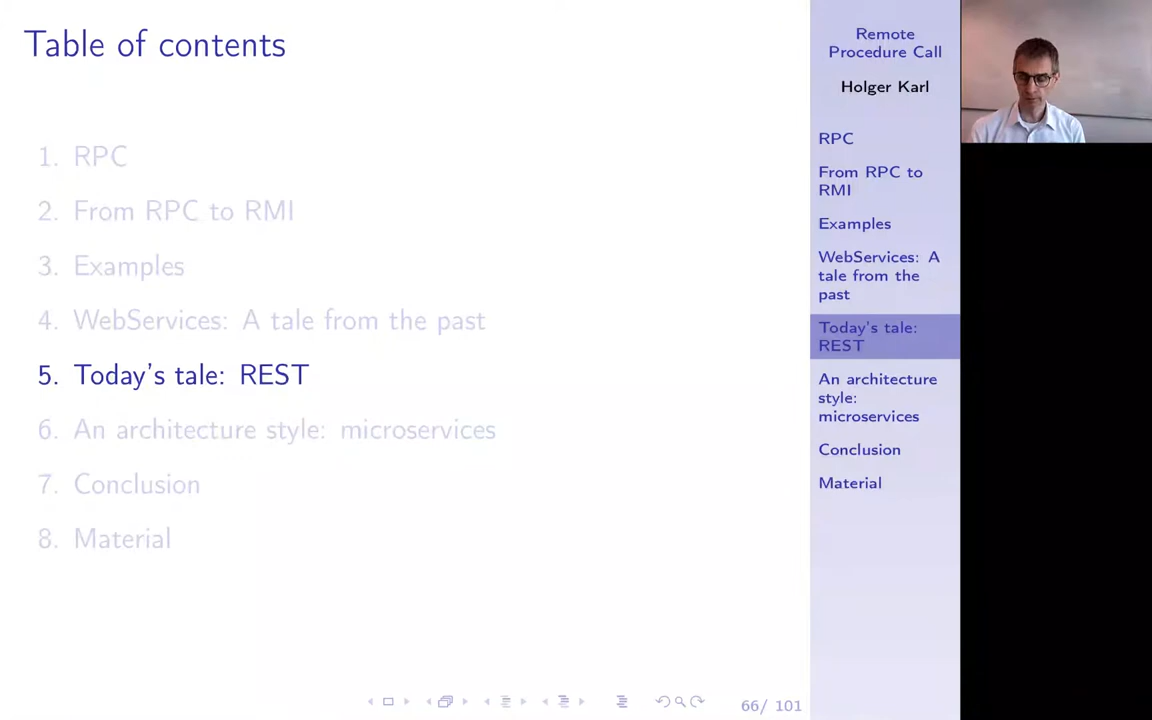 Table of contents
1. RPC
2. From RPC to RMI
3. Examples
4. WebServices: A tale from the past
5. Today's tale: REST
6. An architecture style: microservices
7. Conclusion
8. Material
66/ 101
Remote
Procedure Call
Holger Karl
RPC
From RPC to
RMI
Examples
WebServices: A
tale from the
past
Today's tale:
REST
An architecture
style:
microservices
Conclusion
Material